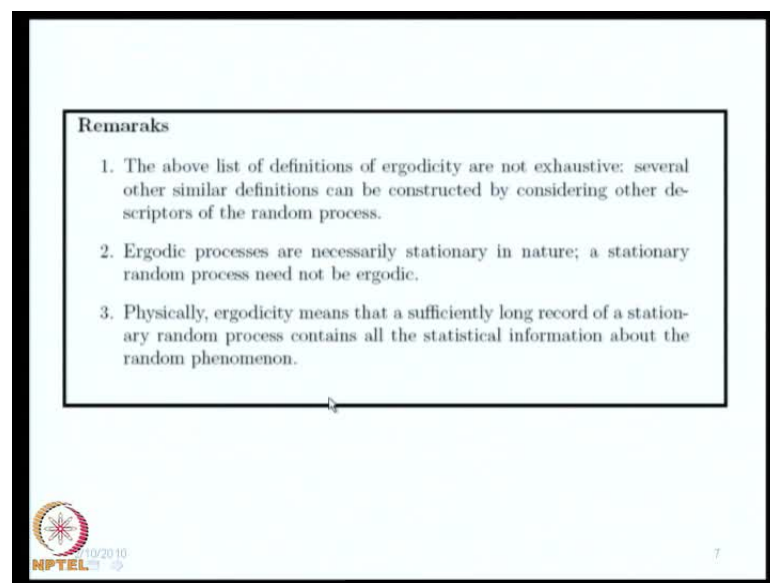 Remaraks
1. The above list of definitions of ergodicity are not exhaustive: several
other similar definitions can be constructed by considering other de-
scriptors of the random process.
2. Ergodic processes are necessarily stationary in nature; a stationary
random process need not be ergodic.
3. Physically, ergodicity means that a sufficiently long record of a station-
ary random process contains all the statistical information about the
random phenomenon.
/10/2010
NPTEL
7